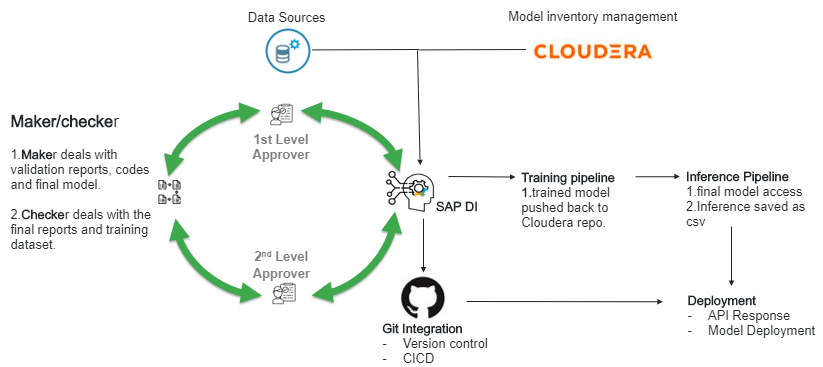 Data Sources
Model inventory management
CLOUDERA
Maker/checker
1.Maker deals with
validation reports, codes
and final model.
2.Checker deals with the
final reports and training
dataset.
1st Level
Approver
2nd Level
Approver
SAP DI
Training pipeline
1.trained model
pushed back to
Cloudera repo.
Inference Pipeline
1.final model access
2.Inference saved as
csv
Git Integration
- Version control
- CICD
Deployment
- API Response
- Model Deployment